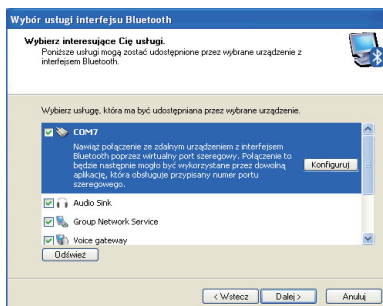 Wybór usługi interfejsu Bluetooth
Wybierz interesujące Cię usługi.
Poniższe usługi mogą zostać udostępnione przez wybrane urządzenie z
interfejsem Bluetooth.
Wybierz usługę, która ma być udostępniana przez wybrane urządzenie.
COM7
Nawiąż połączenie ze zdalnym urządzeniem z interfejsem
Bluetooth poprzez wirtualny port szeregowy. Połączenie to
będzie następnie mogło być wykorzystane przez dowolną
aplikację, która obsługuje przypisany numer portu
szeregowego.
Konfiguruj
Audio Sink
Group Network Service
Voice gateway
Odśwież
< Wstecz
Dalej >
Anuluj